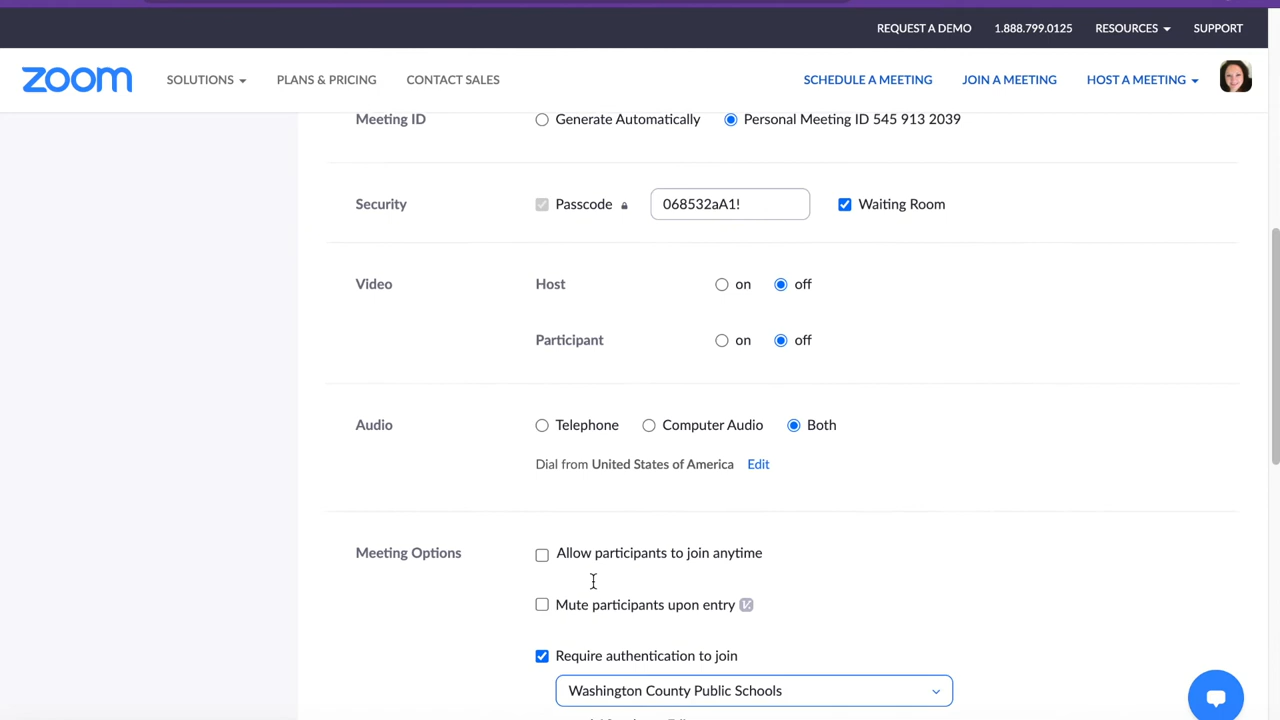 REQUEST A DEMO 1.888.799.0125 RESOURCES SUPPORT
zoom SOLUTIONS PLANS & PRICING CONTACT SALES SCHEDULE A MEETING JOIN A MEETING HOST A MEETING
Meeting ID Generate Automatically Personal Meeting ID 545 913 2039
Security Passcode 068532aA1! Waiting Room
Video Host on off
Participant on off
Audio Telephone Computer Audio Both
Dial from United States of America Edit
Meeting Options Allow participants to join anytime
Mute participants upon entry
Require authentication to join
Washington County Public Schools